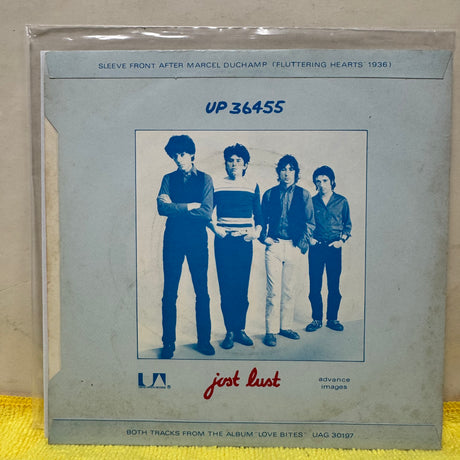 SLEEVE FRONT AFTER MARCEL DUCHAMP (FLUTTERING HEARTS 1936)
UP 36455
UA
just lust
advance
images
BOTH TRACKS FROM THE ALBUM 'LOVE BITES' UAG 30197